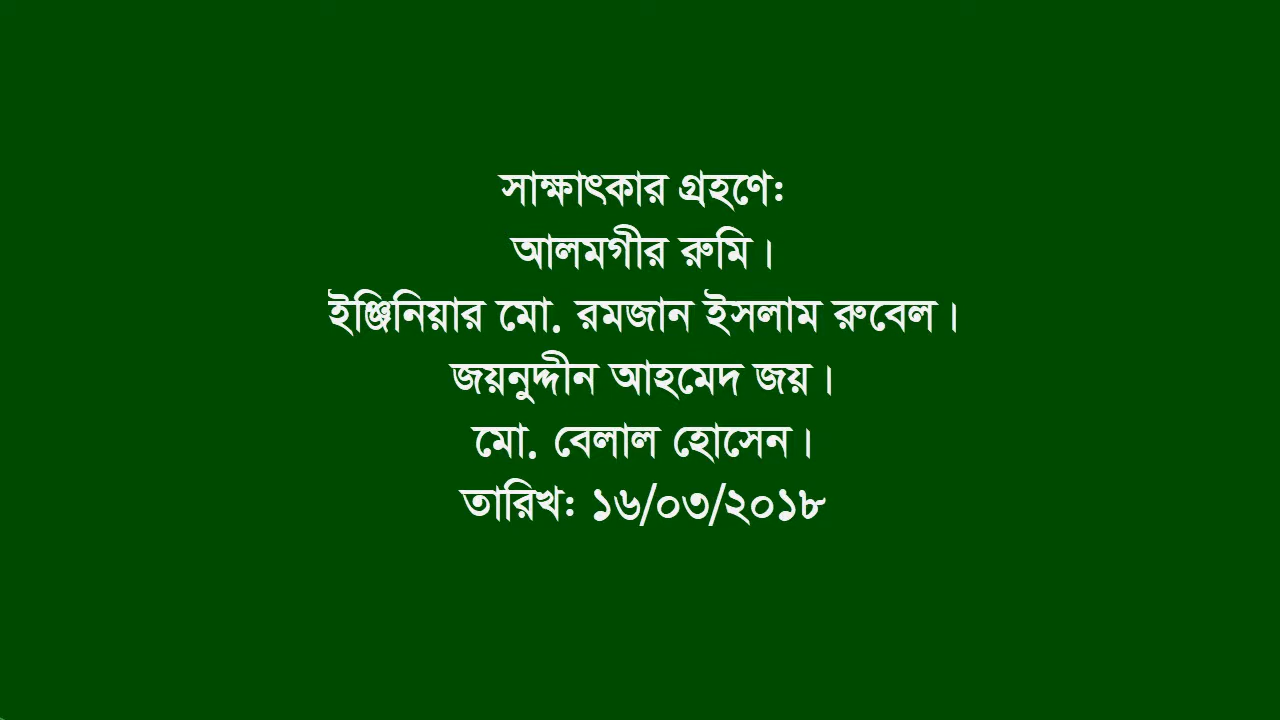 সাক্ষাৎকার গ্রহণে:
আলমগীর রুমি।
ইঞ্জিনিয়ার মো. রমজান ইসলাম রুবেল।
জয়নুদ্দীন আহমেদ জয়।
মো. বেলাল হোসেন।
তারিখ: ১৬/০৩/২০১৮